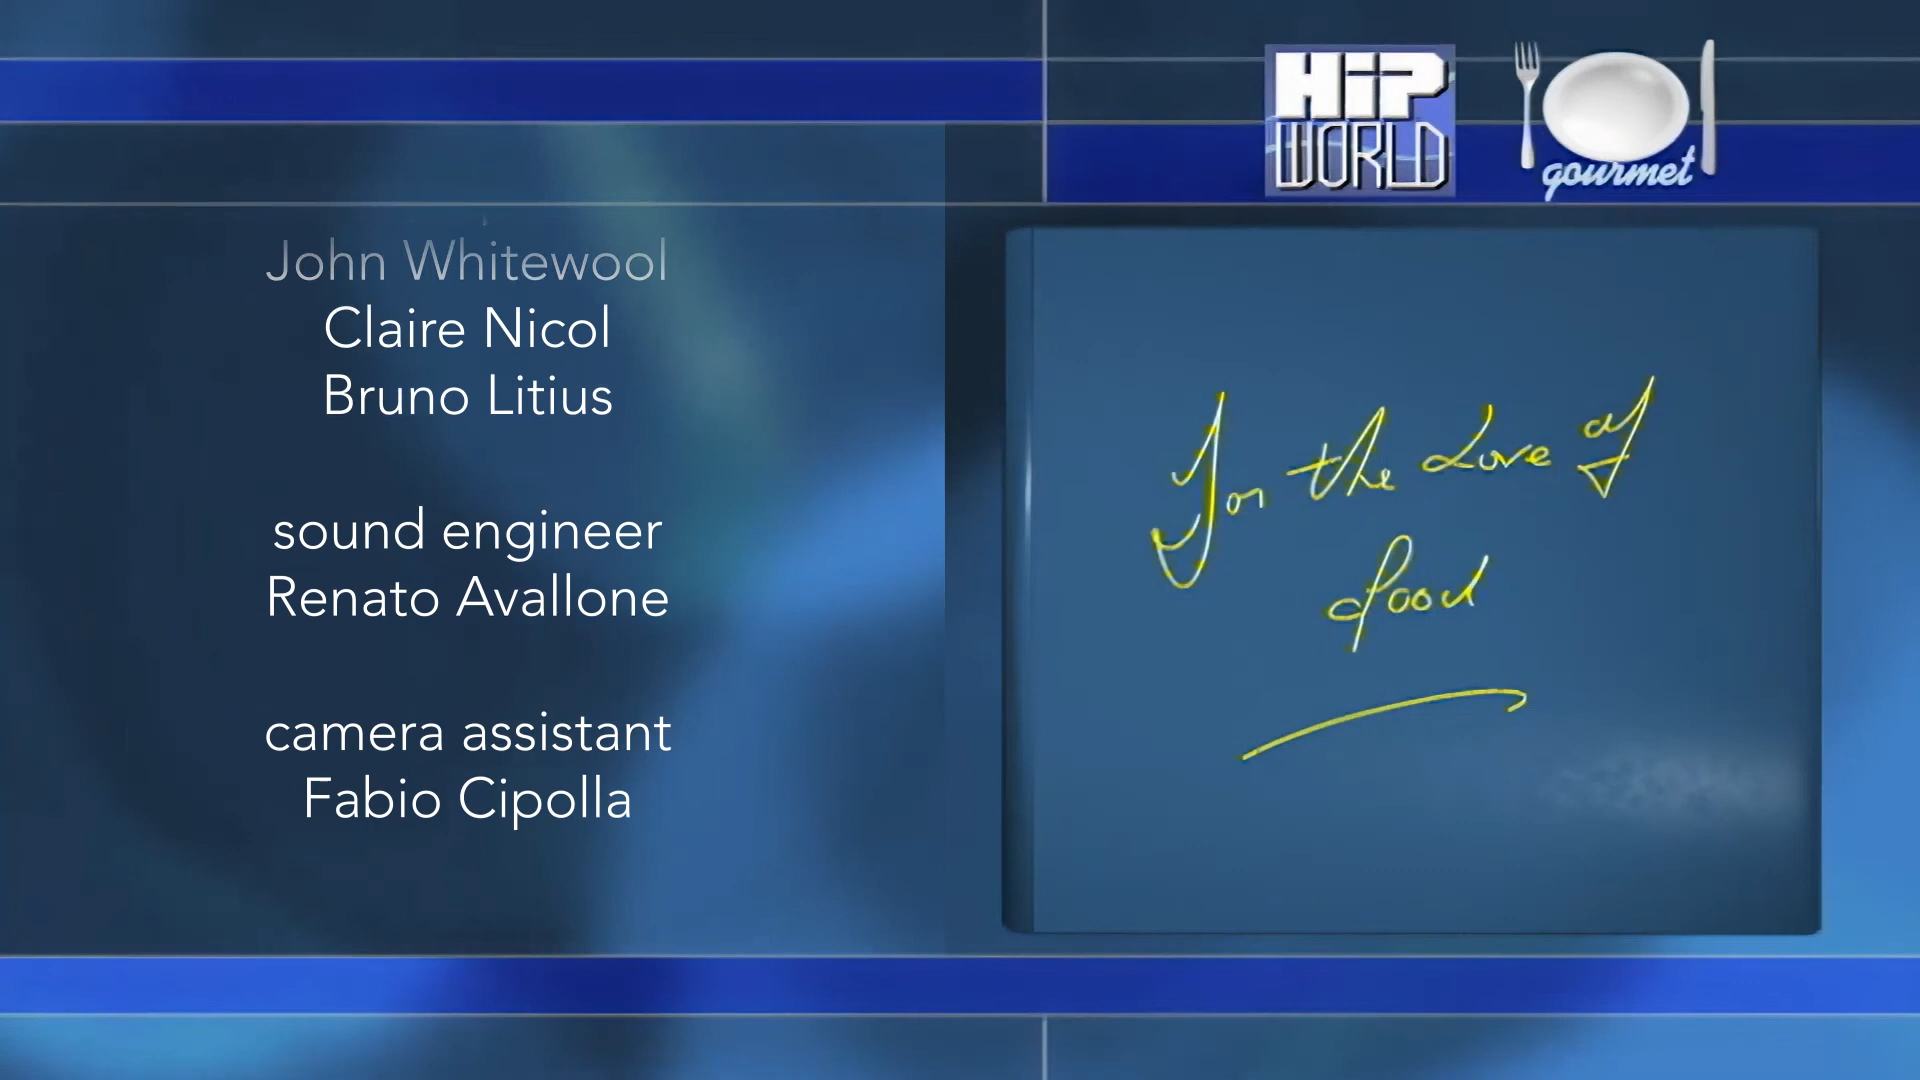 John Whitewool
Claire Nicol
Bruno Litius
sound engineer
Renato Avallone
camera assistant
Fabio Cipolla
HiP
WORLD
gourmet
For the Love of
food